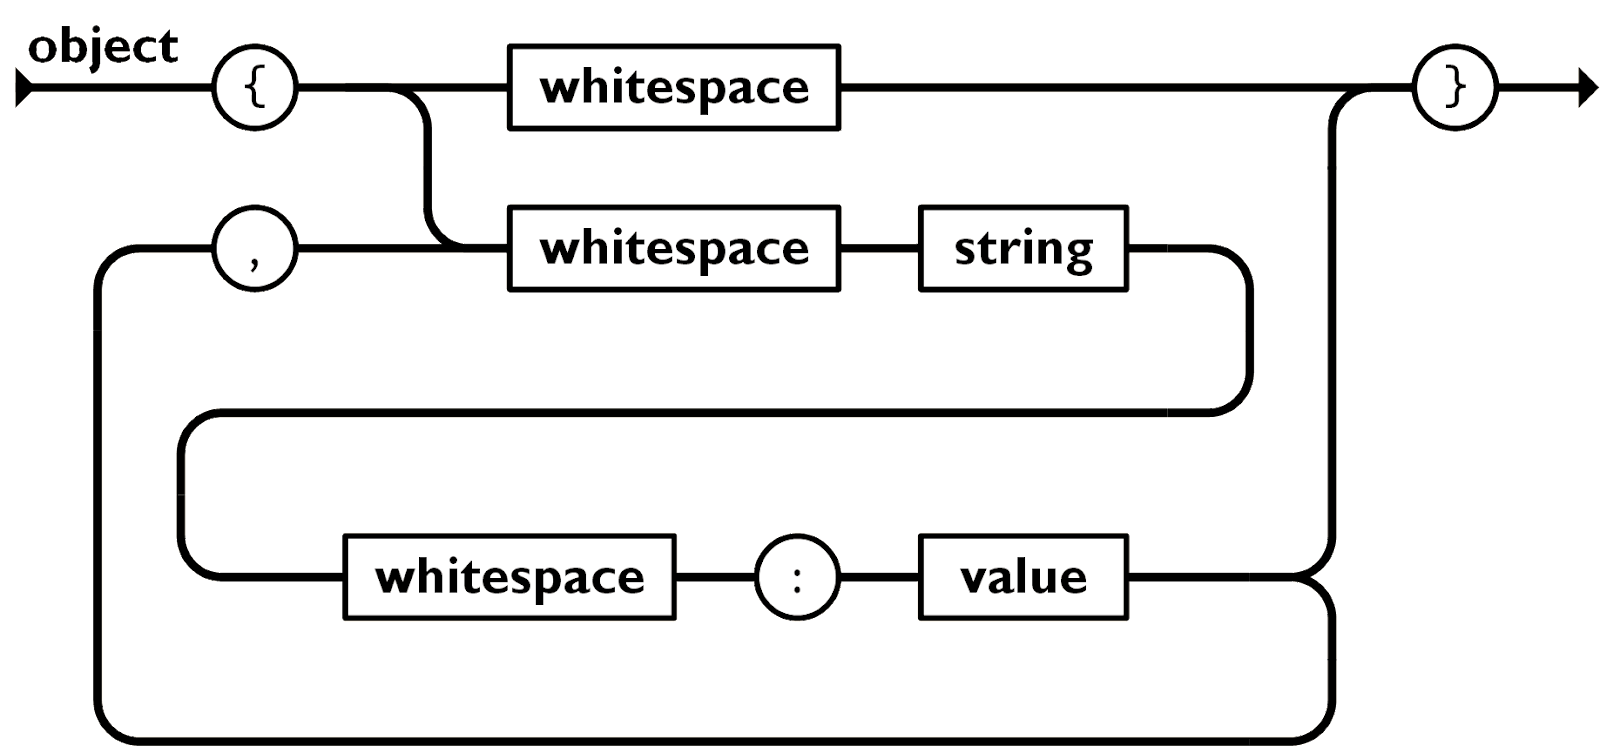 object
{ whitespace }
, whitespace string
whitespace : value